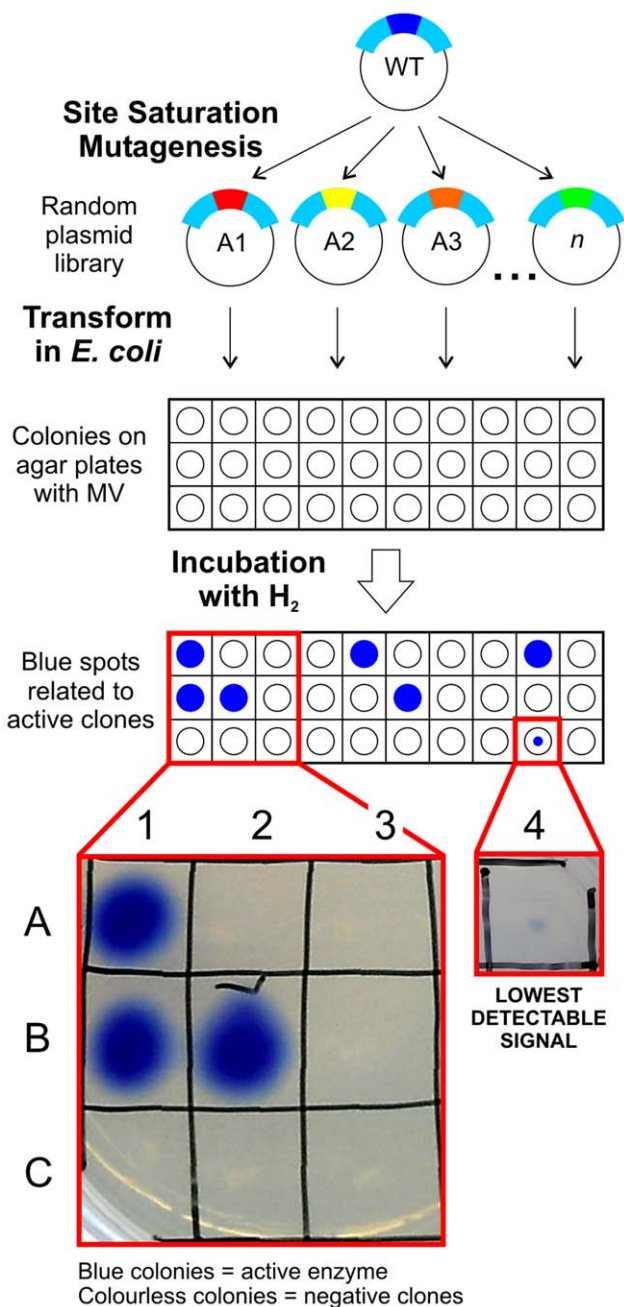 WT
Site Saturation
Mutagenesis
Random
plasmid
library
A1 A2 A3 ... n
Transform
in E. coli
Colonies on
agar plates
with MV
Incubation
with H₂
Blue spots
related to
active clones
1 2 3 4
A
B
C
LOWEST
DETECTABLE
SIGNAL
Blue colonies = active enzyme
Colourless colonies = negative clones